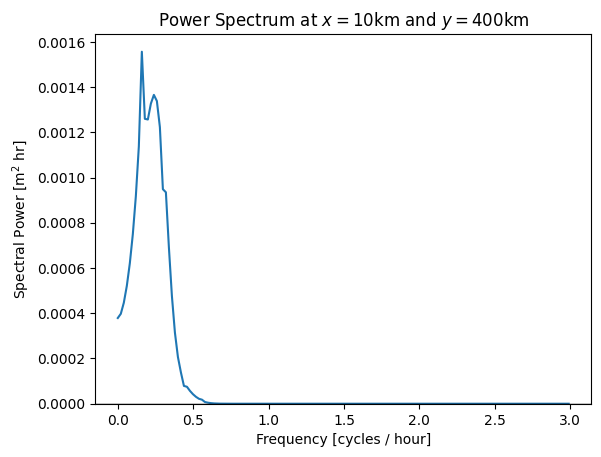 Power Spectrum at x = 10km and y = 400km
0.0016
0.0014
0.0012
0.0010
0.0008
0.0006
0.0004
0.0002
0.0000
Spectral Power [m² hr]
0.0 0.5 1.0 1.5 2.0 2.5 3.0
Frequency [cycles / hour]